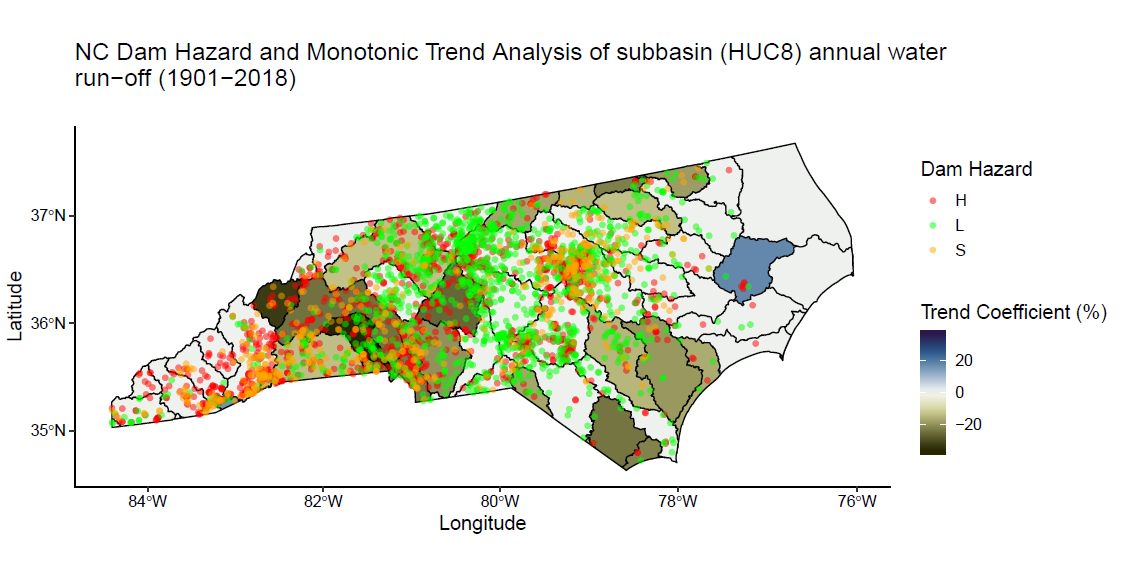 NC Dam Hazard and Monotonic Trend Analysis of subbasin (HUC8) annual water
run−off (1901−2018)
Dam Hazard
H
L
S
Trend Coefficient (%)
20
0
−20
37°N
36°N
35°N
Latitude
84°W 82°W 80°W 78°W 76°W
Longitude